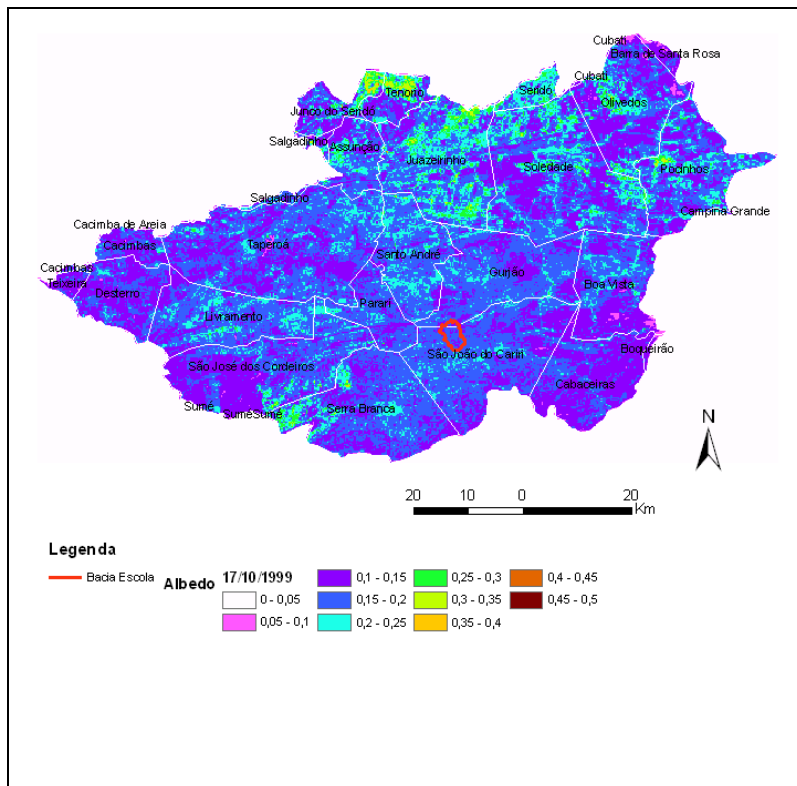 Cubati
Barra de Santa Rosa
Cubati
Seridó
Olivedos
Tenorio
Junco do Seridó
Salgadinho
Assunção
Juazeirinho
Soledade
Pocinhos
Salgadinho
Campina Grande
Cacimba de Areia
Cacimbas
Taperoá
Santo André
Gurjão
Boa Vista
Cacimbas
Teixeira
Desterro
Parari
Livramento
Boqueirão
São João do Cariri
São José dos Cordeiros
Cabaceiras
Sumé
SuméSumé
Serra Branca
N
20 10 0 20
Km
Legenda
Bacia Escola
Albedo
17/10/1999
0 - 0,05
0,05 - 0,1
0,1 - 0,15
0,15 - 0,2
0,2 - 0,25
0,25 - 0,3
0,3 - 0,35
0,35 - 0,4
0,4 - 0,45
0,45 - 0,5